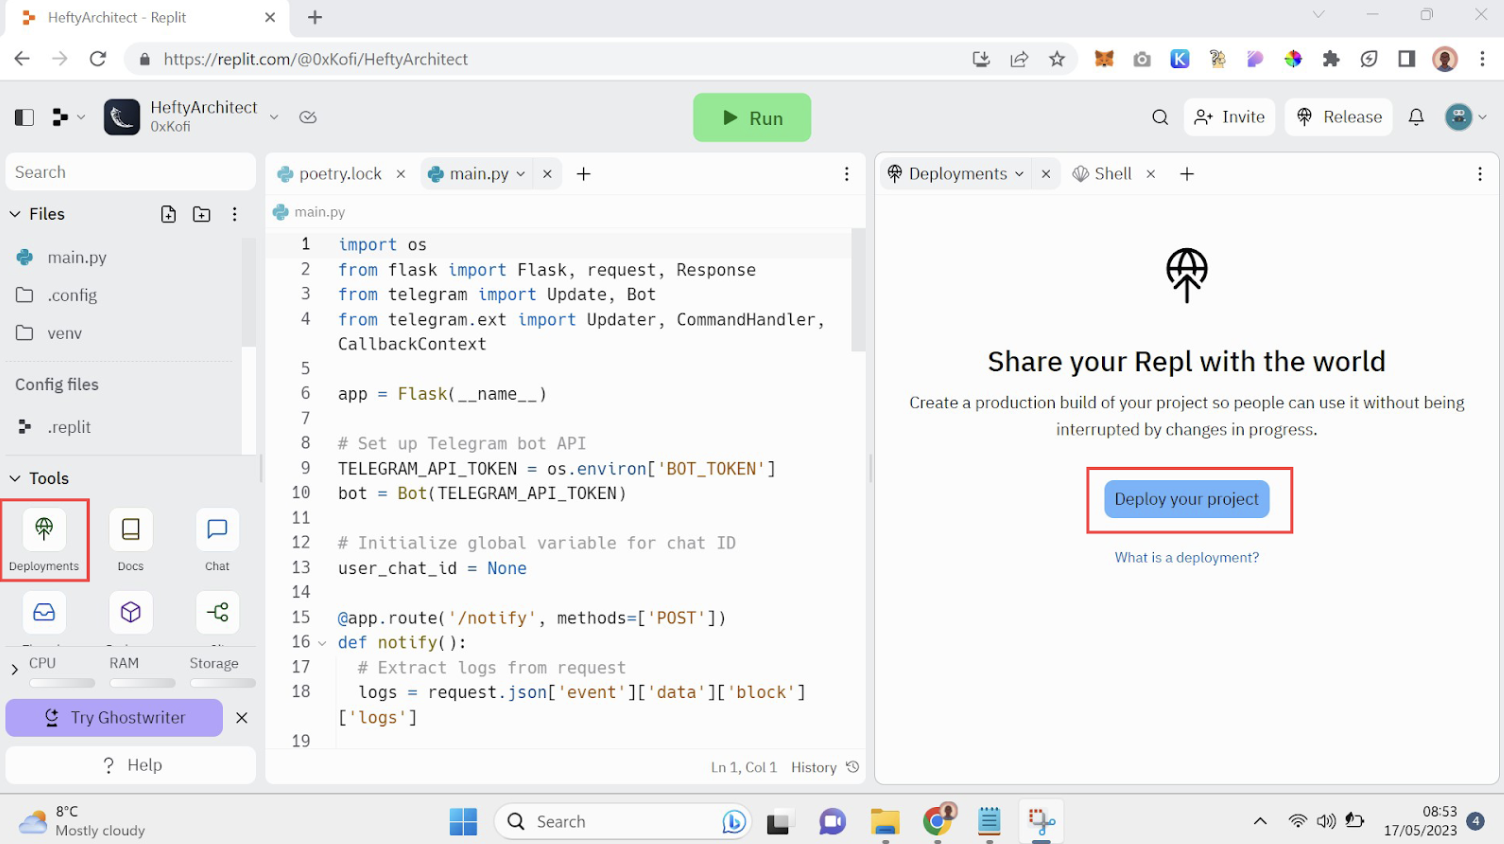 HeftyArchitect - Replit
https://replit.com/@0xKofi/HeftyArchitect
HeftyArchitect
0xKofi
Run
Invite
Release
Search
Files
main.py
.config
venv
Config files
.replit
Tools
Deployments
Docs
Chat
CPU
RAM
Storage
Try Ghostwriter
Help
poetry.lock
main.py
main.py
1 import os
2 from flask import Flask, request, Response
3 from telegram import Update, Bot
4 from telegram.ext import Updater, CommandHandler,
CallbackContext
5
6 app = Flask(__name__)
7
8 # Set up Telegram bot API
9 TELEGRAM_API_TOKEN = os.environ['BOT_TOKEN']
10 bot = Bot(TELEGRAM_API_TOKEN)
11
12 # Initialize global variable for chat ID
13 user_chat_id = None
14
15 @app.route('/notify', methods=['POST'])
16 def notify():
17 # Extract logs from request
18 logs = request.json['event']['data']['block']
['logs']
19
Ln 1, Col 1 History
Deployments
Shell
Share your Repl with the world
Create a production build of your project so people can use it without being
interrupted by changes in progress.
Deploy your project
What is a deployment?
8°C
Mostly cloudy
Search
08:53
17/05/2023
4